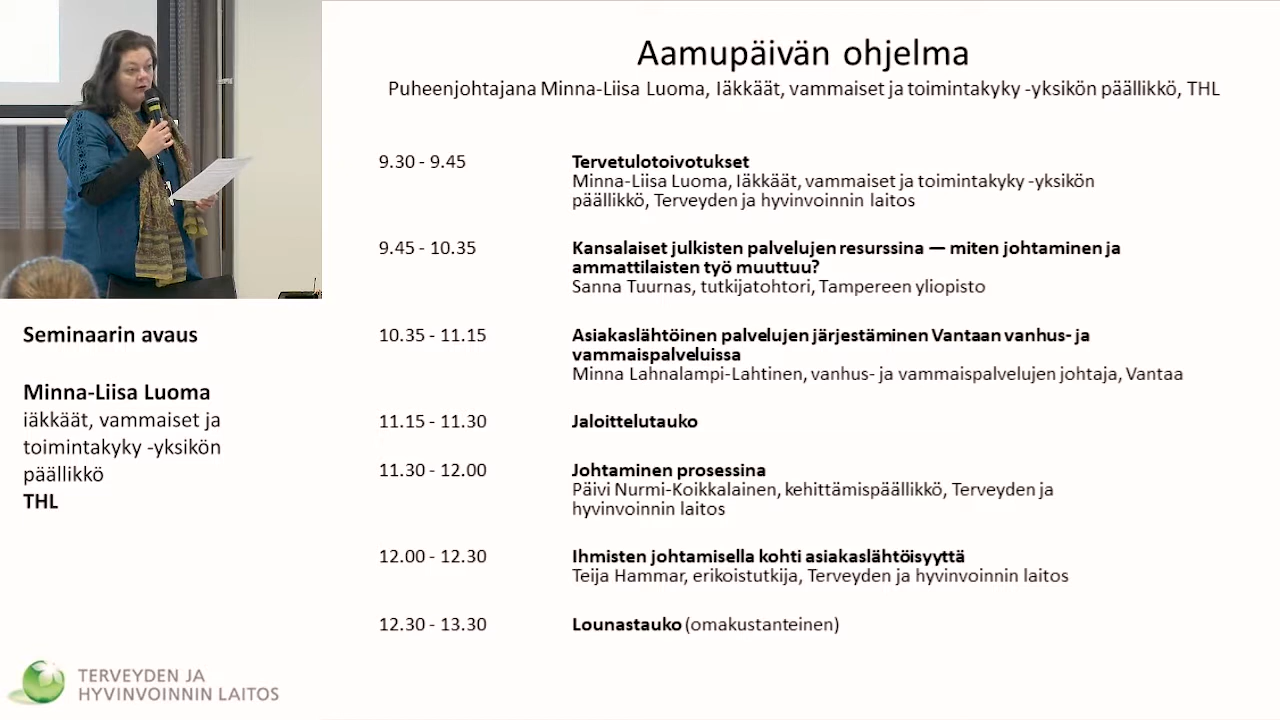 Aamupäivän ohjelma
Puheenjohtajana Minna-Liisa Luoma, Iäkkäät, vammaiset ja toimintakyky -yksikön päällikkö, THL
9.30 - 9.45 Tervetulotoivotukset
Minna-Liisa Luoma, Iäkkäät, vammaiset ja toimintakyky -yksikön
päällikkö, Terveyden ja hyvinvoinnin laitos
9.45 - 10.35 Kansalaiset julkisten palvelujen resurssina — miten johtaminen ja
ammattilaisten työ muuttuu?
Sanna Tuurnas, tutkijatohtori, Tampereen yliopisto
10.35 - 11.15 Asiakaslähtöinen palvelujen järjestäminen Vantaan vanhus- ja
vammaispalveluissa
Minna Lahnalampi-Lahtinen, vanhus- ja vammaispalvelujen johtaja, Vantaa
11.15 - 11.30 Jaloittelutauko
11.30 - 12.00 Johtaminen prosessina
Päivi Nurmi-Koikkalainen, kehittämispäällikkö, Terveyden ja
hyvinvoinnin laitos
12.00 - 12.30 Ihmisten johtamisella kohti asiakaslähtöisyyttä
Teija Hammar, erikoistutkija, Terveyden ja hyvinvoinnin laitos
12.30 - 13.30 Lounastauko (omakustanteinen)
Seminaarin avaus
Minna-Liisa Luoma
iäkkäät, vammaiset ja
toimintakyky -yksikön
päällikkö
THL
TERVEYDEN JA
HYVINVOINNIN LAITOS